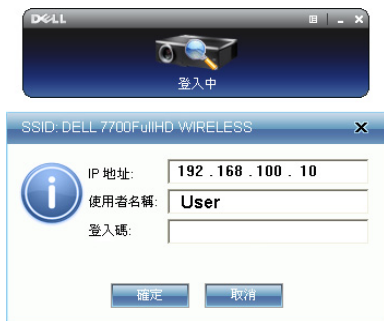 DELL
登入中
SSID: DELL 7700FullHD WIRELESS
IP 地址: 192 . 168 . 100 . 10
使用者名稱: User
登入碼:
確定 取消